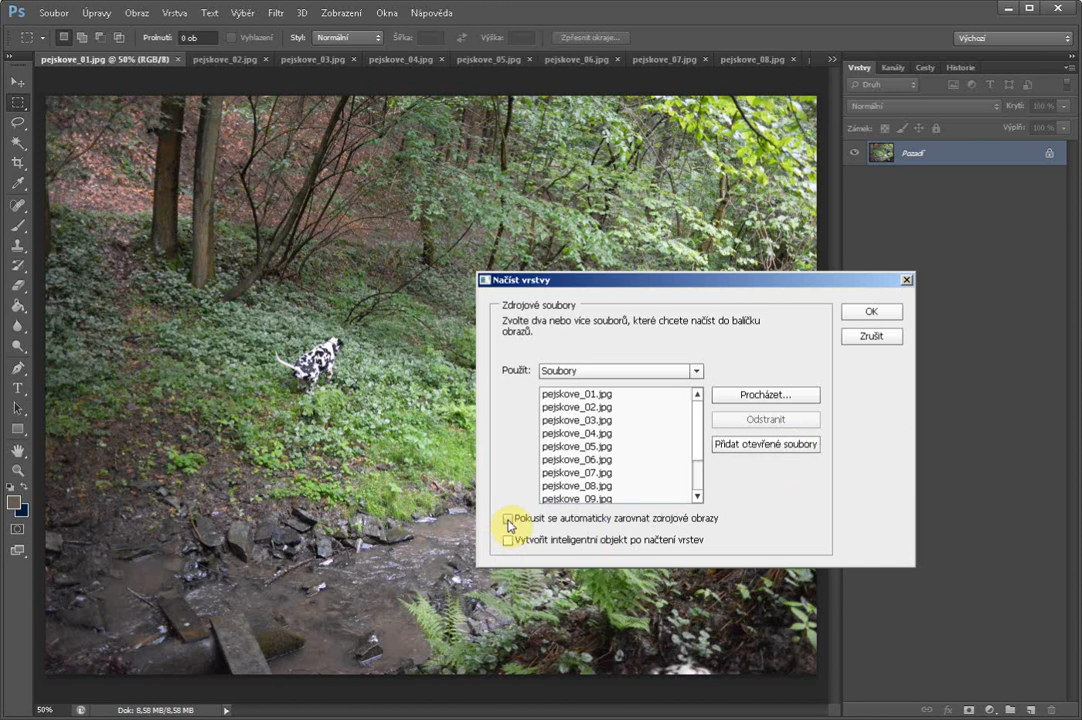 Ps Soubor Úpravy Obraz Vrstva Text Výběr Filtr 3D Zobrazení Okna Nápověda
Prolnutí: 0 ob Vyhlazení Styl: Normální Šířka: Výška: Zpřesnit okraje... Výchozí
pejskove_01.jpg @ 50% (RGB/8) × pejskove_02.jpg × pejskove_03.jpg × pejskove_04.jpg × pejskove_05.jpg × pejskove_06.jpg × pejskove_07.jpg × pejskove_08.jpg ×
Vrstvy Kanály Cesty Historie
Druh
Normální Krytí: 100 %
Zámek: Výplň: 100 %
Pozadí
Načíst vrstvy
Zdrojové soubory
Zvolte dva nebo více souborů, které chcete načíst do balíčku
obrazů.
OK
Zrušit
Použít: Soubory
pejskove_01.jpg
pejskove_02.jpg
pejskove_03.jpg
pejskove_04.jpg
pejskove_05.jpg
pejskove_06.jpg
pejskove_07.jpg
pejskove_08.jpg
pejskove_09.jpg
Procházet...
Odstranit
Přidat otevřené soubory
Pokusit se automaticky zarovnat zdrojové obrazy
Vytvořit inteligentní objekt po načtení vrstev
T
50% Dok: 8,58 MB/8,58 MB
fx